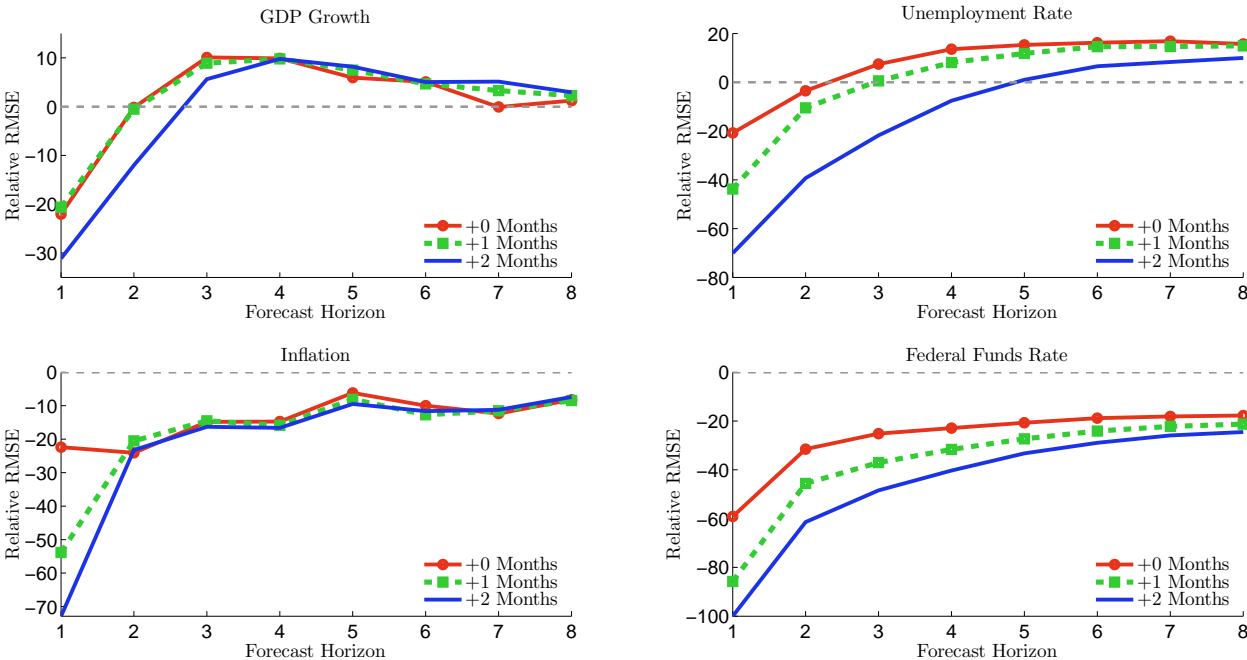 GDP Growth
10
0
−10
−20
−30
Relative RMSE
+0 Months
+1 Months
+2 Months
1 2 3 4 5 6 7 8
Forecast Horizon
Unemployment Rate
20
0
−20
−40
−60
−80
Relative RMSE
+0 Months
+1 Months
+2 Months
1 2 3 4 5 6 7 8
Forecast Horizon
Inflation
0
−10
−20
−30
−40
−50
−60
−70
Relative RMSE
+0 Months
+1 Months
+2 Months
1 2 3 4 5 6 7 8
Forecast Horizon
Federal Funds Rate
0
−20
−40
−60
−80
−100
Relative RMSE
+0 Months
+1 Months
+2 Months
1 2 3 4 5 6 7 8
Forecast Horizon